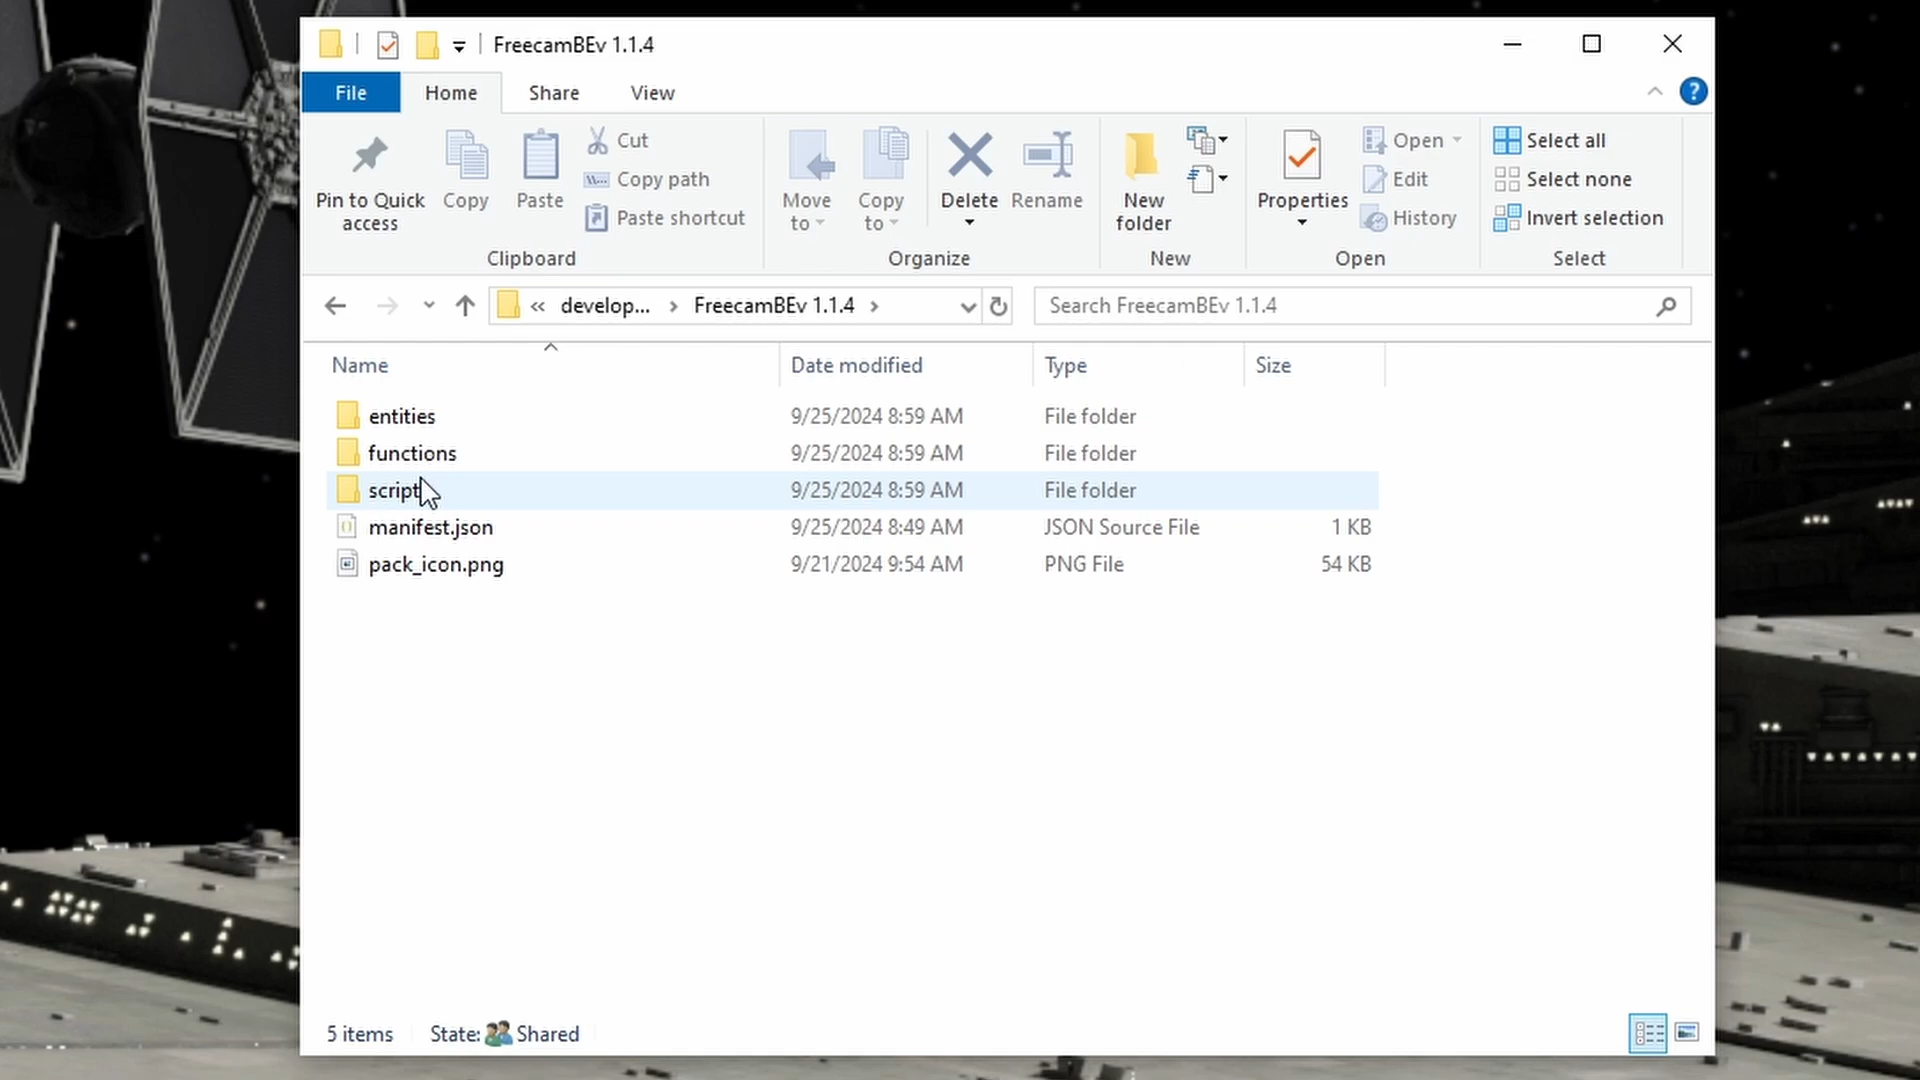 FreecamBEv 1.1.4
File Home Share View
Pin to Quick access
Copy
Paste
Cut
Copy path
Paste shortcut
Clipboard
Move to
Copy to
Delete
Rename
Organize
New folder
New
Properties
Open
Edit
History
Open
Select all
Select none
Invert selection
Select
« develop... > FreecamBEv 1.1.4 >
Search FreecamBEv 1.1.4
Name Date modified Type Size
entities 9/25/2024 8:59 AM File folder
functions 9/25/2024 8:59 AM File folder
script 9/25/2024 8:59 AM File folder
manifest.json 9/25/2024 8:49 AM JSON Source File 1 KB
pack_icon.png 9/21/2024 9:54 AM PNG File 54 KB
5 items State: Shared